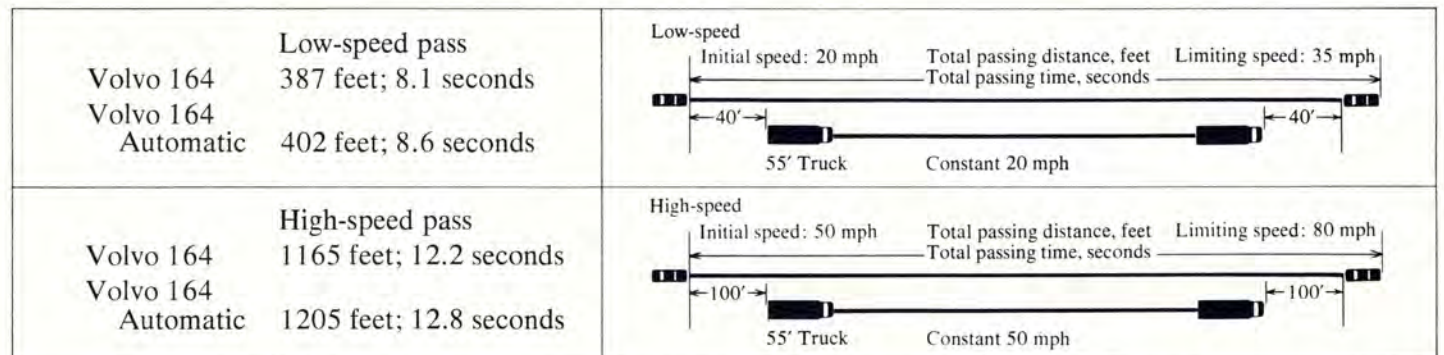 Low-speed pass
Volvo 164 387 feet; 8.1 seconds
Volvo 164
Automatic 402 feet; 8.6 seconds
Low-speed
Initial speed: 20 mph Total passing distance, feet Limiting speed: 35 mph
Total passing time, seconds
40' 40'
55' Truck Constant 20 mph
High-speed pass
Volvo 164 1165 feet; 12.2 seconds
Volvo 164
Automatic 1205 feet; 12.8 seconds
High-speed
Initial speed: 50 mph Total passing distance, feet Limiting speed: 80 mph
Total passing time, seconds
100' 100'
55' Truck Constant 50 mph